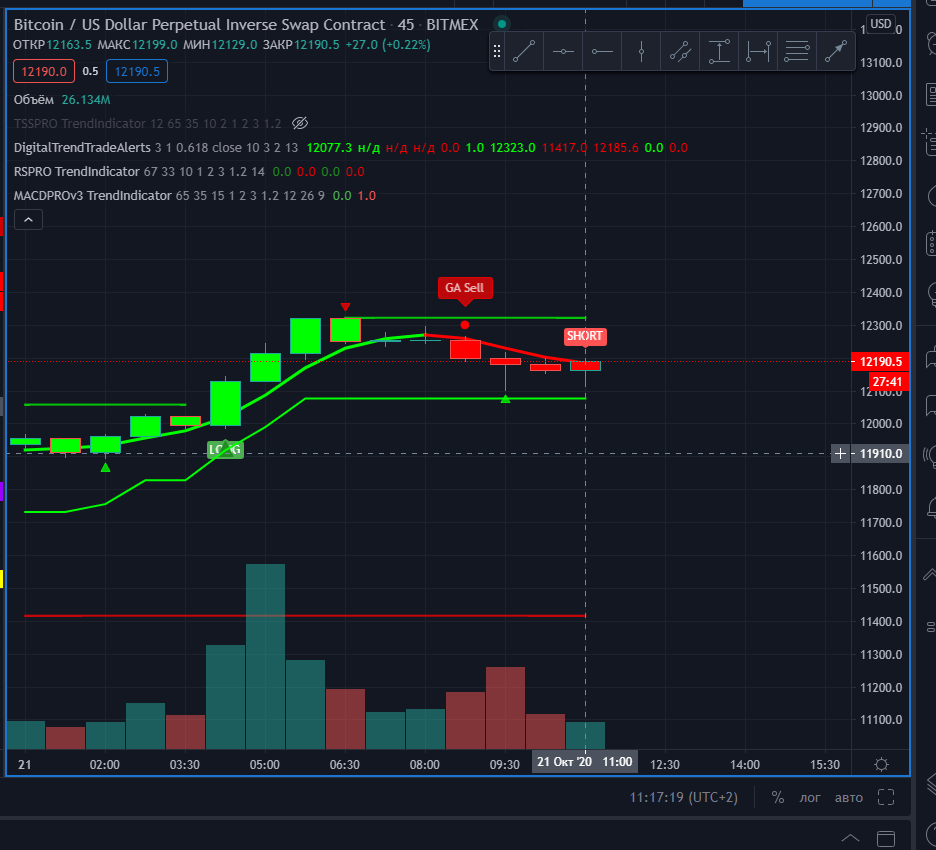 Bitcoin / US Dollar Perpetual Inverse Swap Contract · 45 · BITMEX
USD
ОТКР12163.5 МАКС12199.0 МИН12129.0 ЗАКР12190.5 +27.0 (+0.22%)
12190.0 0.5 12190.5
Объём 26.134M
TSSPRO TrendIndicator 12 65 35 10 2 1 2 3 1.2
DigitalTrendTradeAlerts 3 1 0.618 close 10 3 2 13 12077.3 н/д н/д н/д 0.0 1.0 12323.0 11417.0 12185.6 0.0 0.0
RSPRO TrendIndicator 67 33 10 1 2 3 1.2 14 0.0 0.0 0.0 0.0
MACDPROv3 TrendIndicator 65 35 15 1 2 3 1.2 12 26 9 0.0 1.0
13100.0
13000.0
12900.0
12800.0
12700.0
12600.0
12500.0
12400.0
12300.0
12190.5
27:41
12000.0
11910.0
11800.0
11700.0
11600.0
11500.0
11400.0
11300.0
11200.0
11100.0
GA Sell
SHORT
21 02:00 03:30 05:00 06:30 08:00 09:30 21 Окт '20 11:00 12:30 14:00 15:30
11:17:19 (UTC+2) % лог авто